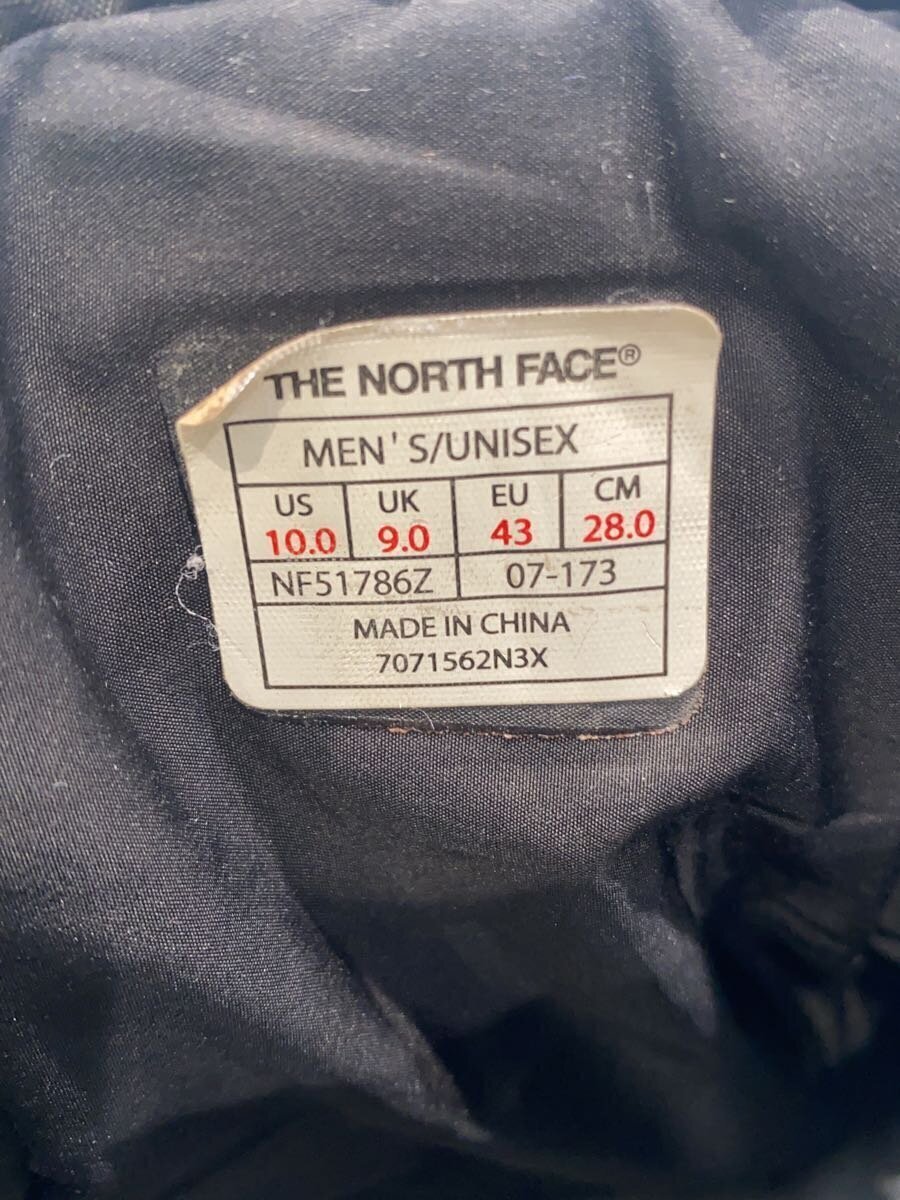 THE NORTH FACE®
MEN'S/UNISEX
US UK EU CM
10.0 9.0 43 28.0
NF51786Z 07-173
MADE IN CHINA
7071562N3X